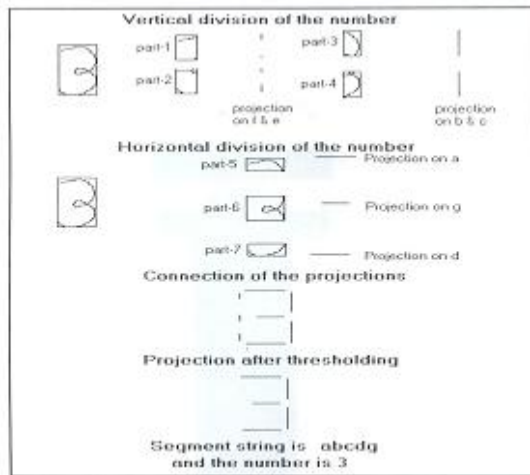 Vertical division of the number
part-1
part-3
part-2
part-4
projection
on f & e
projection
on b & c
Horizontal division of the number
part-5
Projection on a
part-6
Projection on g
part-7
Projection on d
Connection of the projections
Projection after thresholding
Segment string is abcdg
and the number is 3